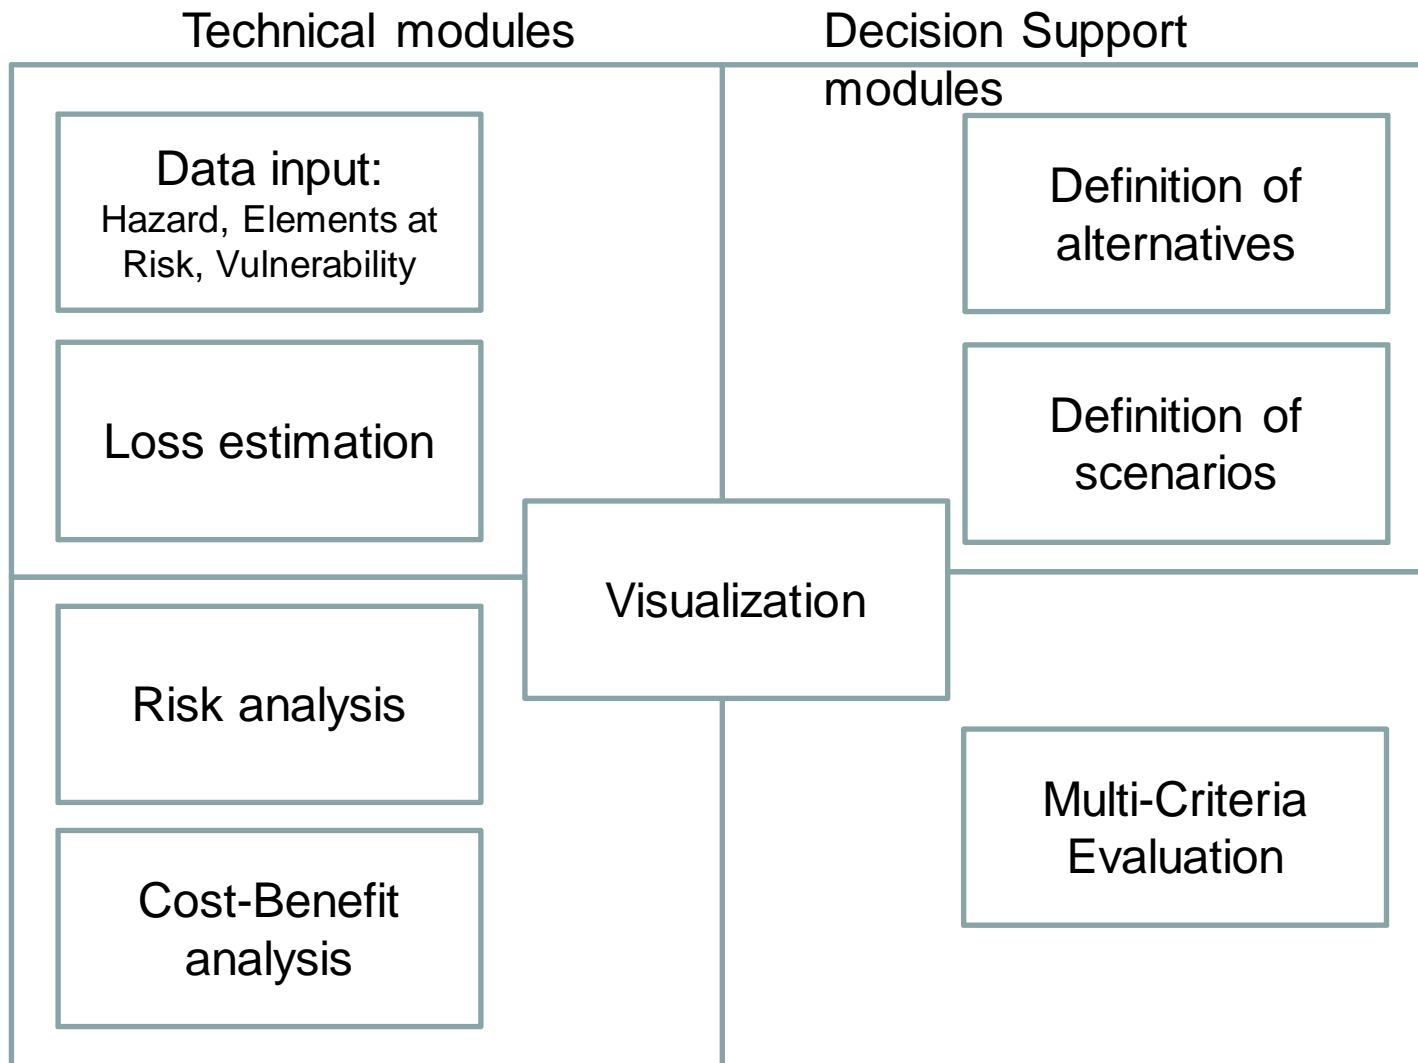 Technical modules
Decision Support
modules
Data input:
Hazard, Elements at
Risk, Vulnerability
Loss estimation
Definition of
alternatives
Definition of
scenarios
Visualization
Risk analysis
Cost-Benefit
analysis
Multi-Criteria
Evaluation